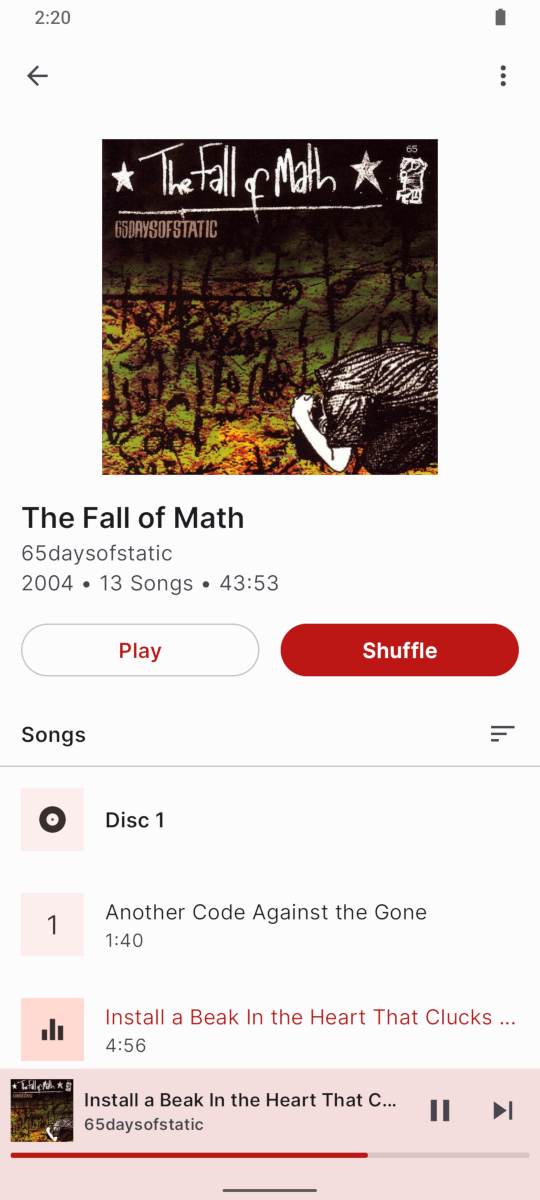 2:20
The Fall of Math
65
65DAYSOFSTATIC
The Fall of Math
65daysofstatic
2004 • 13 Songs • 43:53
Play
Shuffle
Songs
Disc 1
1
Another Code Against the Gone
1:40
Install a Beak In the Heart That Clucks ...
4:56
Install a Beak In the Heart That C...
65daysofstatic